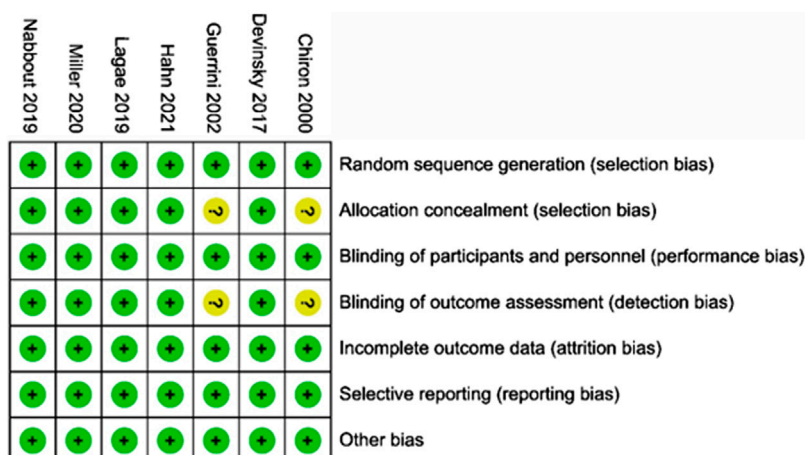 Nabbout 2019
Miller 2020
Lagae 2019
Hahn 2021
Guerrini 2002
Devinsky 2017
Chiron 2000
+ + + + + + + Random sequence generation (selection bias)
+ + + + ? + ? Allocation concealment (selection bias)
+ + + + + + + Blinding of participants and personnel (performance bias)
+ + + + ? + ? Blinding of outcome assessment (detection bias)
+ + + + + + + Incomplete outcome data (attrition bias)
+ + + + + + + Selective reporting (reporting bias)
+ + + + + + + Other bias